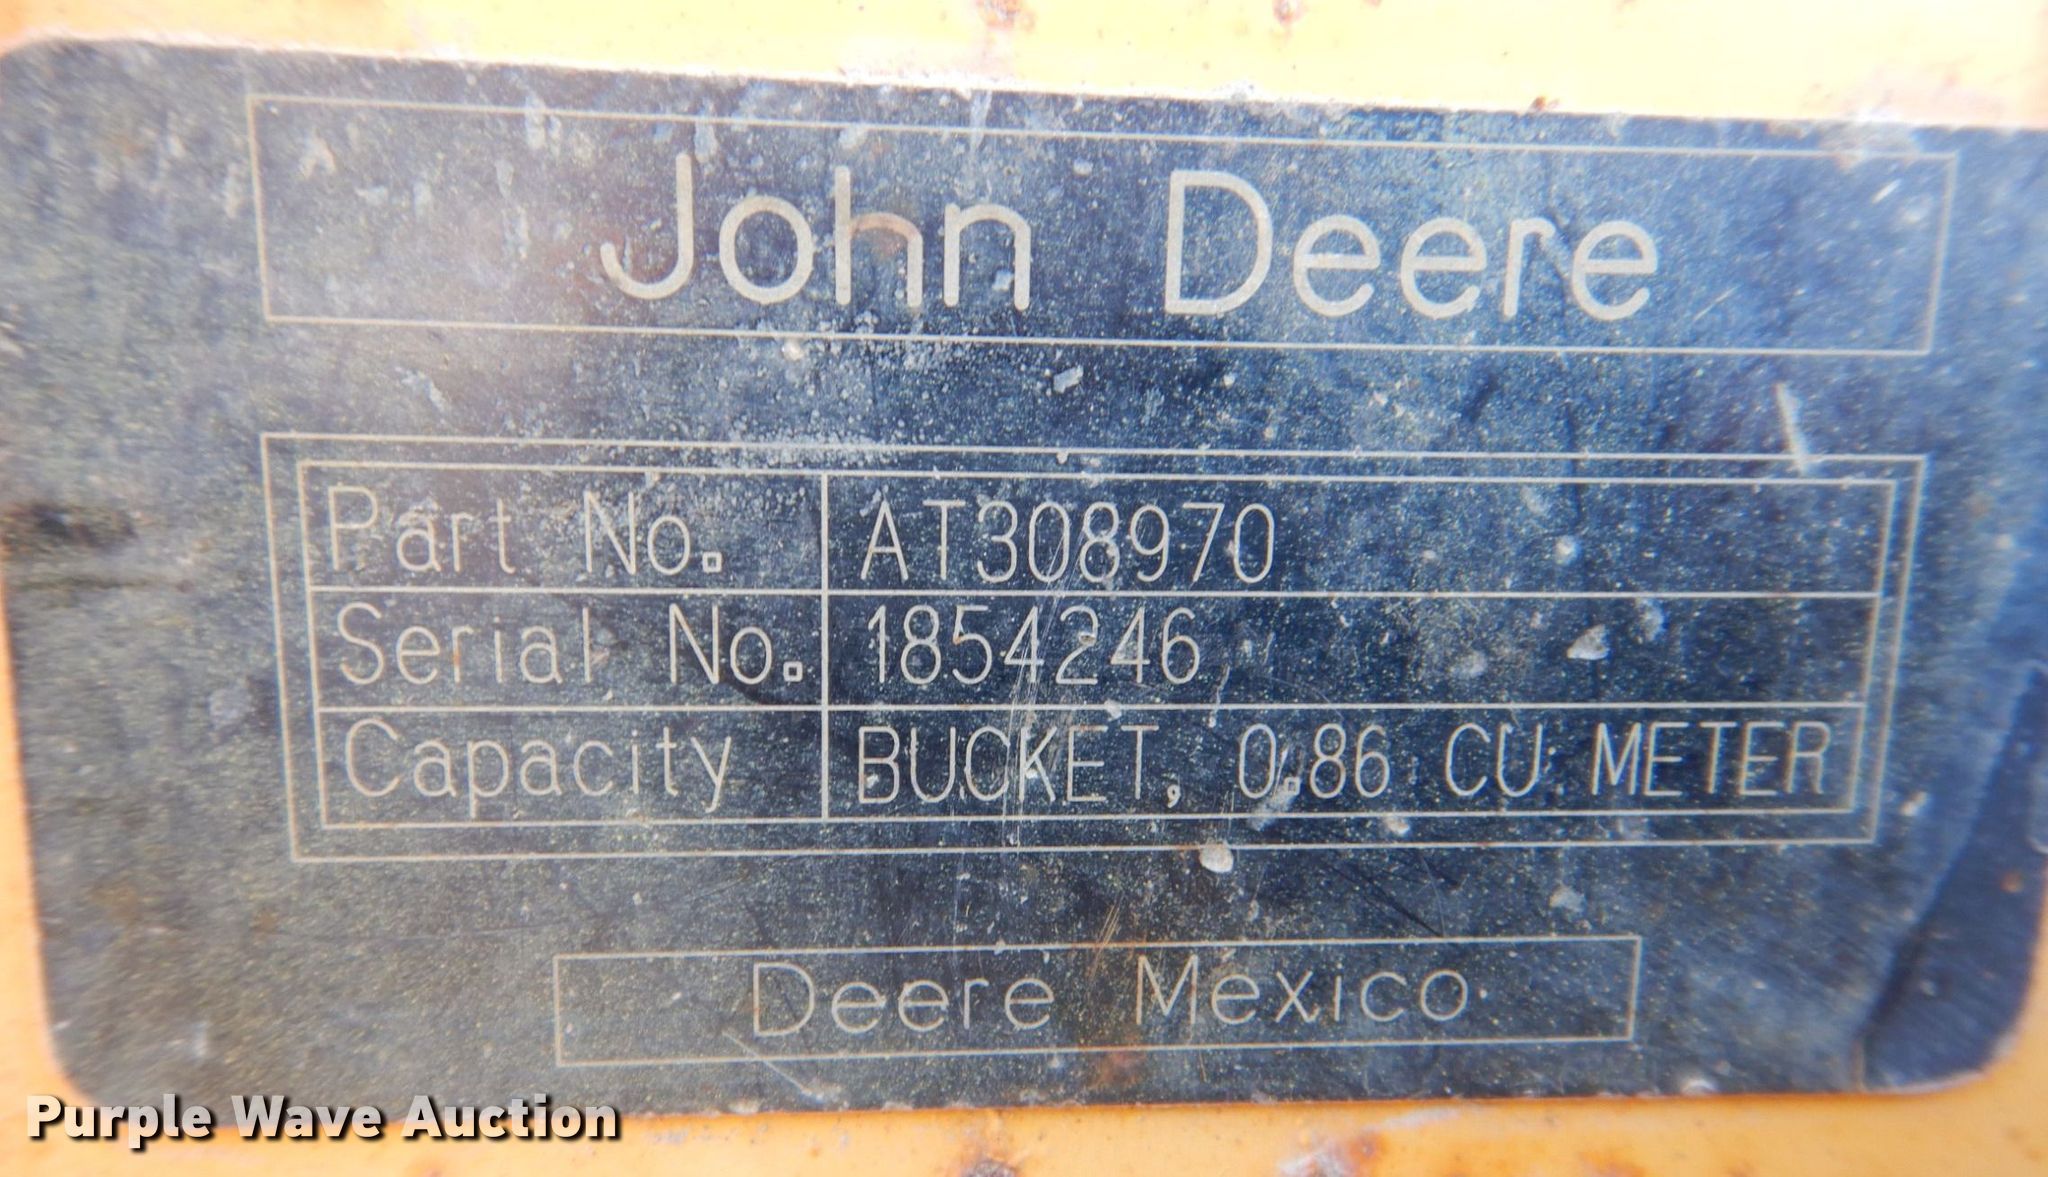 John Deere
Part No. AT308970
Serial No. 1854246
Capacity BUCKET, 0.86 CU METER
Deere Mexico
Purple Wave Auction